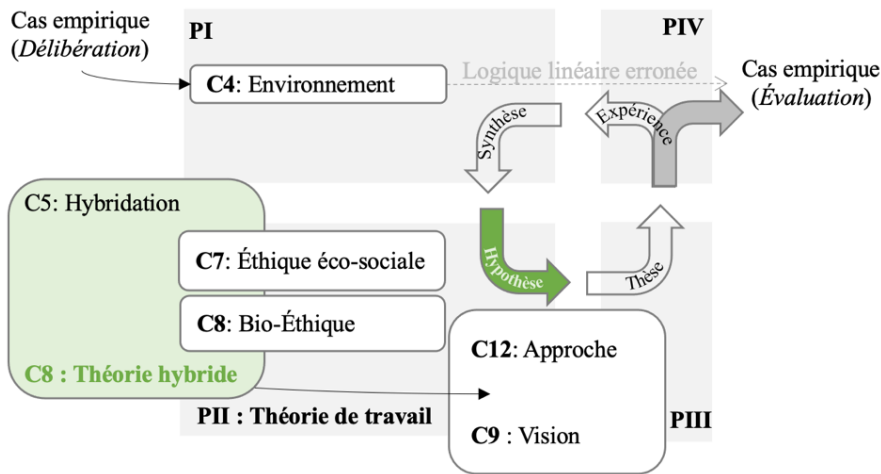 Cas empirique
(Délibération)
PI
PIV
C4: Environnement
Logique linéaire erronée
Cas empirique
(Évaluation)
Synthèse
Expérience
C5: Hybridation
C7: Éthique éco-sociale
Hypothèse
Thèse
C8: Bio-Éthique
C12: Approche
C8 : Théorie hybride
PII : Théorie de travail
C9 : Vision
PIII